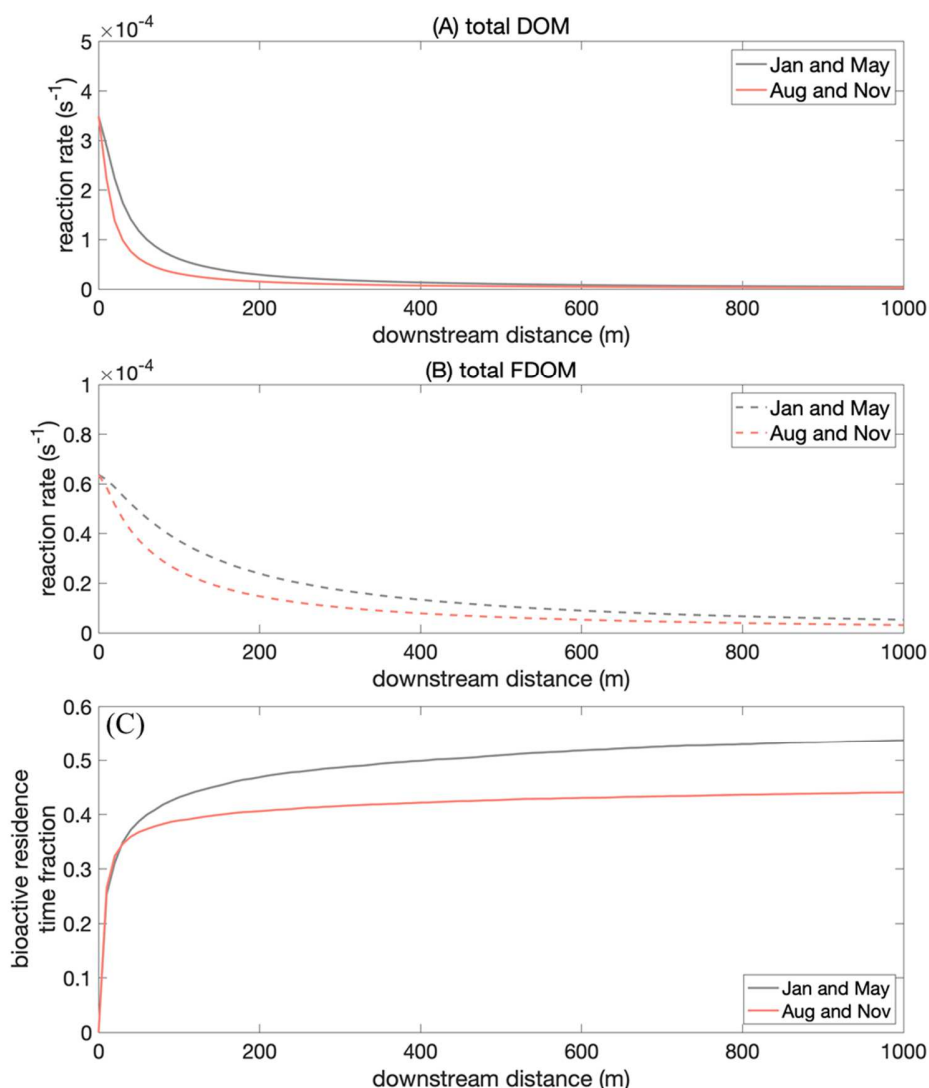 (A) total DOM
×10⁻⁴
5
4
3
2
1
0
reaction rate (s⁻¹)
Jan and May
Aug and Nov
0 200 400 600 800 1000
downstream distance (m)
(B) total FDOM
×10⁻⁴
1
0.8
0.6
0.4
0.2
0
reaction rate (s⁻¹)
Jan and May
Aug and Nov
0 200 400 600 800 1000
downstream distance (m)
(C)
0.6
0.5
0.4
0.3
0.2
0.1
0
bioactive residence
time fraction
Jan and May
Aug and Nov
0 200 400 600 800 1000
downstream distance (m)